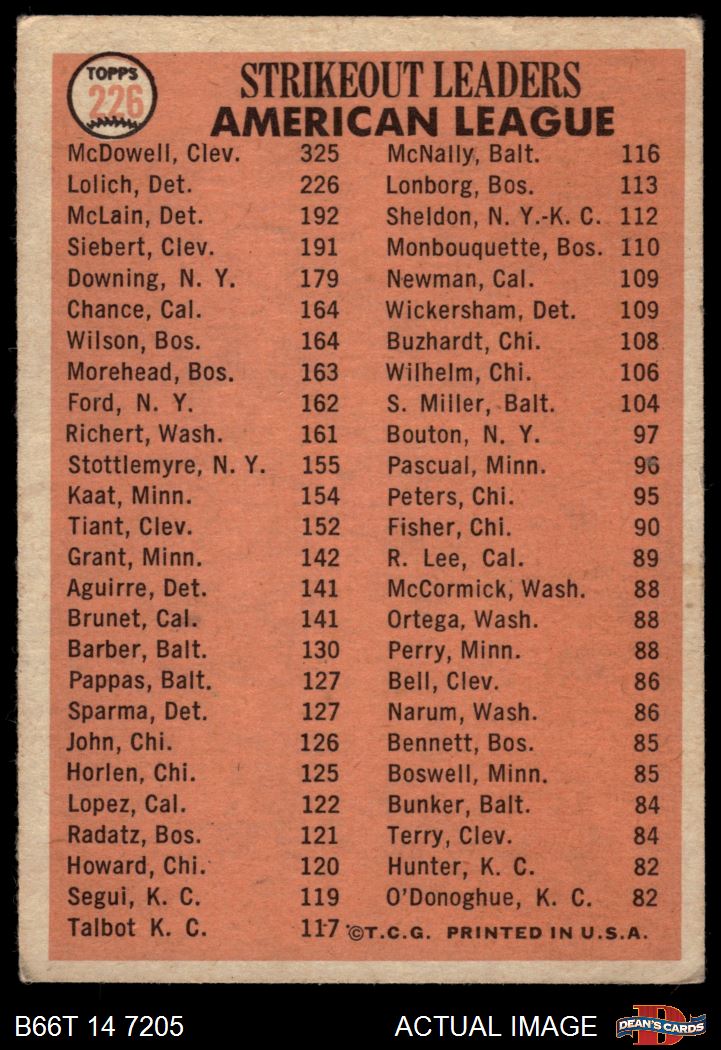 TOPPS
226
STRIKEOUT LEADERS
AMERICAN LEAGUE
McDowell, Clev. 325
Lolich, Det. 226
McLain, Det. 192
Siebert, Clev. 191
Downing, N. Y. 179
Chance, Cal. 164
Wilson, Bos. 164
Morehead, Bos. 163
Ford, N. Y. 162
Richert, Wash. 161
Stottlemyre, N. Y. 155
Kaat, Minn. 154
Tiant, Clev. 152
Grant, Minn. 142
Aguirre, Det. 141
Brunet, Cal. 141
Barber, Balt. 130
Pappas, Balt. 127
Sparma, Det. 127
John, Chi. 126
Horlen, Chi. 125
Lopez, Cal. 122
Radatz, Bos. 121
Howard, Chi. 120
Segui, K. C. 119
Talbot K. C. 117
McNally, Balt. 116
Lonborg, Bos. 113
Sheldon, N. Y.-K. C. 112
Monbouquette, Bos. 110
Newman, Cal. 109
Wickersham, Det. 109
Buzhardt, Chi. 108
Wilhelm, Chi. 106
S. Miller, Balt. 104
Bouton, N. Y. 97
Pascual, Minn. 96
Peters, Chi. 95
Fisher, Chi. 90
R. Lee, Cal. 89
McCormick, Wash. 88
Ortega, Wash. 88
Perry, Minn. 88
Bell, Clev. 86
Narum, Wash. 86
Bennett, Bos. 85
Boswell, Minn. 85
Bunker, Balt. 84
Terry, Clev. 84
Hunter, K. C. 82
O'Donoghue, K. C. 82
©T.C.G. PRINTED IN U.S.A.
B66T 14 7205
ACTUAL IMAGE
DEAN'S CARDS